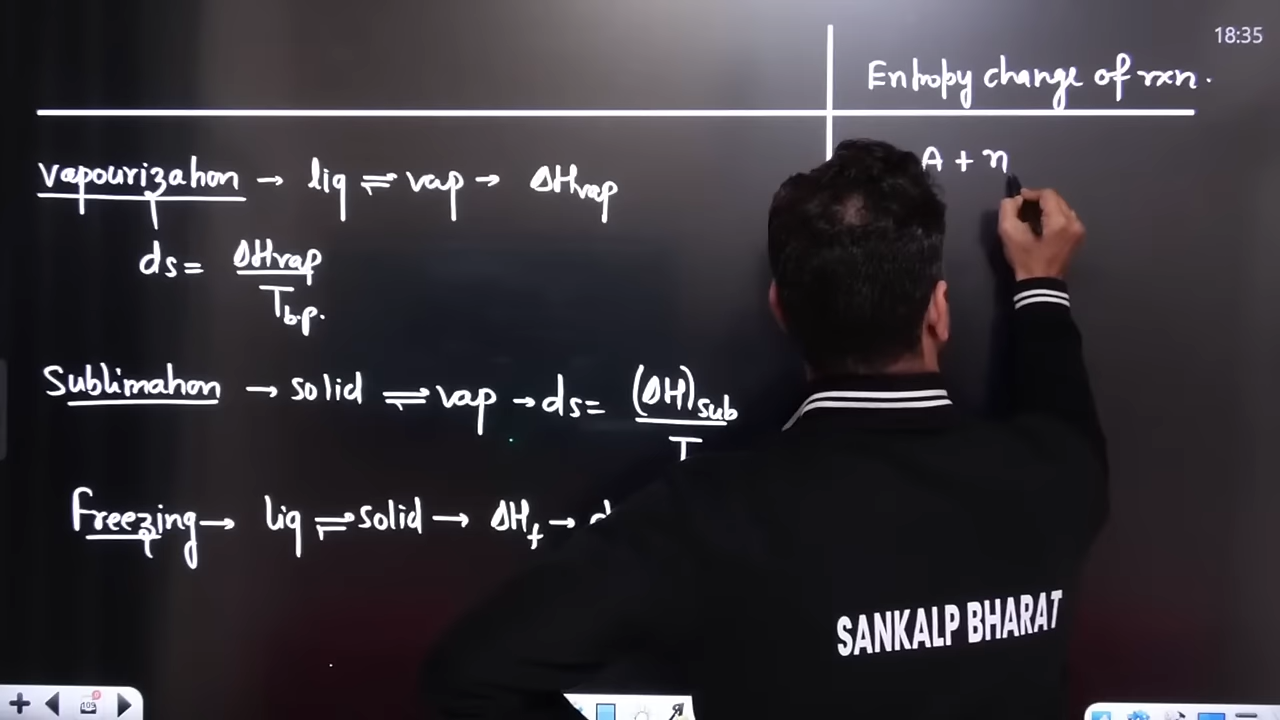 18:35
Entropy change of rxn.
A + n
vapourization → liq ⇌ vap → ΔHvap
ds = ΔHvap
Tb.p.
Sublimation → solid ⇌ vap → ds = (ΔH)sub
T
Freezing → liq ⇌ solid → ΔHf → d
SANKALP BHARAT
109